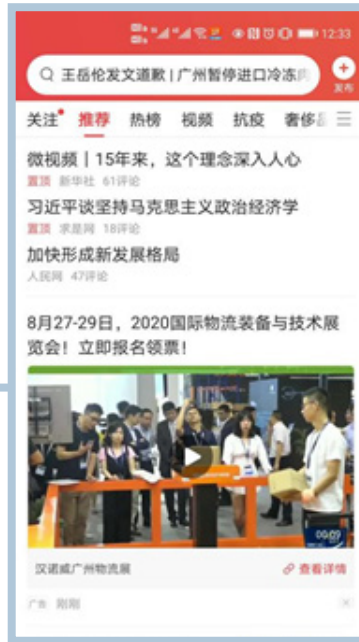 12:33
王岳伦发文道歉 | 广州暂停进口冷冻肉
发布
关注 推荐 热榜 视频 抗疫 奢侈品
微视频｜15年来，这个理念深入人心
置顶 新华社 61评论
习近平谈坚持马克思主义政治经济学
置顶 求是网 18评论
加快形成新发展格局
人民网 47评论
8月27-29日，2020国际物流装备与技术展
览会！立即报名领票！
00:09
汉诺威广州物流展 查看详情
广告 刚刚